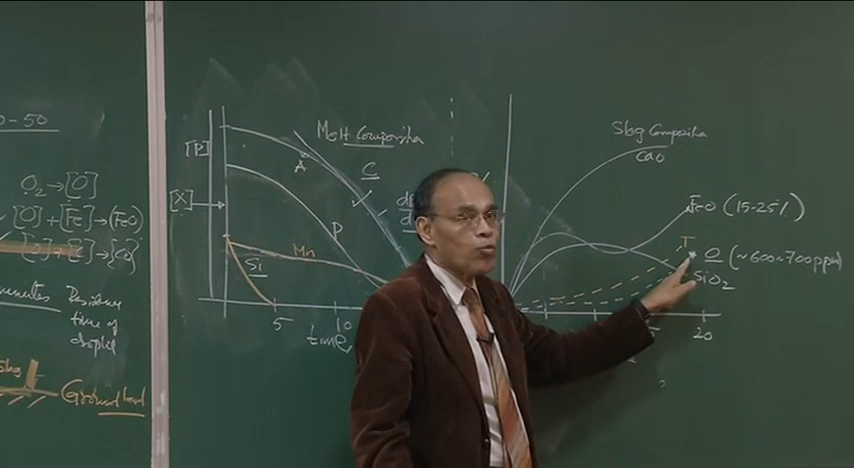 0-50
O₂→[O]
[O]+[Fe]→(FeO)
Residence
time of
droplet
Slag
Ground level
[P]
[X]
Melt Composition
A
C
P
Mn
Si
5
10
time,
Slag Composition
CaO
FeO (15-25%)
T
O (~600~700ppm)
SiO₂
20